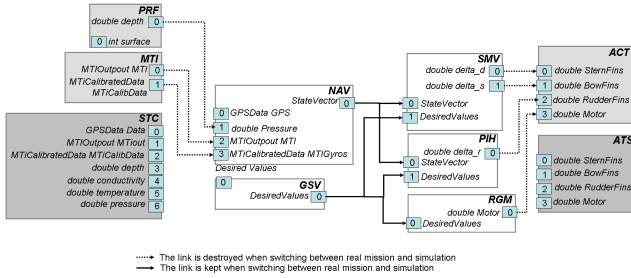 PRF
double depth 0
0 int surface
MTI
MTIOutpout MTI 0
MTiCalibratedData 1
MTiCalibData
STC
GPSData Data 0
MTIOutpout MTiout 1
MTiCalibratedData MTiCalibData 2
double depth 3
double conductivity 4
double temperature 5
double pressure 6
NAV
StateVector 0
0 GPSData GPS
1 double Pressure
2 MTIOutpout MTI
3 MTiCalibratedData MTIGyros
Desired Values
0
GSV
DesiredValues 0
SMV
double delta_d 0
double delta_s 1
0 StateVector
1 DesiredValues
PIH
double delta_r 0
0 StateVector
1 DesiredValues
RGM
double Motor 0
0 DesiredValues
ACT
0 double SternFins
1 double BowFins
2 double RudderFins
3 double Motor
ATS
0 double SternFins
1 double BowFins
2 double RudderFins
3 double Motor
The link is destroyed when switching between real mission and simulation
The link is kept when switching between real mission and simulation